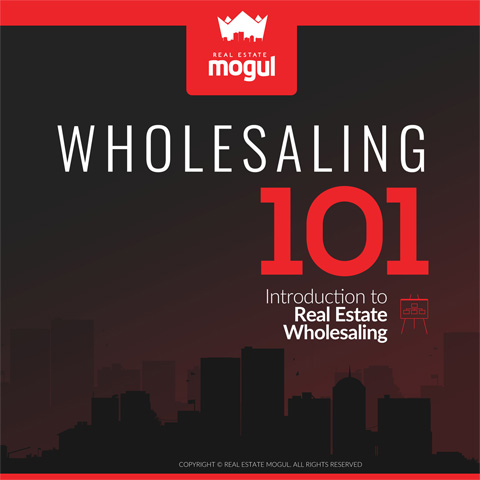 REAL ESTATE
mogul
WHOLESALING
101
Introduction to
Real Estate
Wholesaling
COPYRIGHT © REAL ESTATE MOGUL, ALL RIGHTS RESERVED